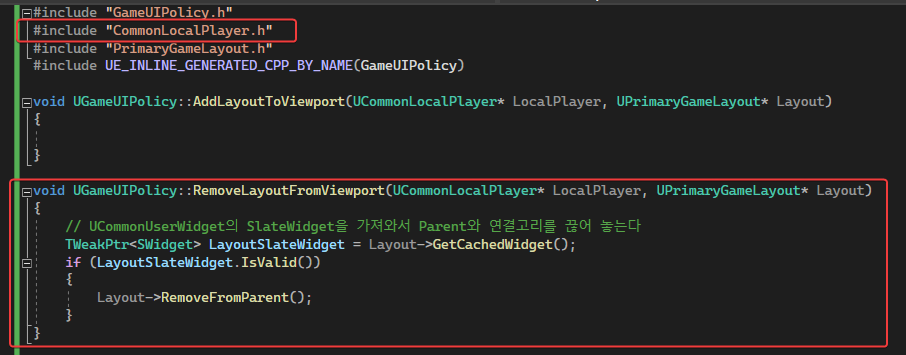 #include "GameUIPolicy.h"
#include "CommonLocalPlayer.h"
#include "PrimaryGameLayout.h"
#include UE_INLINE_GENERATED_CPP_BY_NAME(GameUIPolicy)
void UGameUIPolicy::AddLayoutToViewport(UCommonLocalPlayer* LocalPlayer, UPrimaryGameLayout* Layout)
{
}
void UGameUIPolicy::RemoveLayoutFromViewport(UCommonLocalPlayer* LocalPlayer, UPrimaryGameLayout* Layout)
{
// UCommonUserWidget의 SlateWidget을 가져와서 Parent와 연결고리를 끊어 놓는다
TWeakPtr<SWidget> LayoutSlateWidget = Layout->GetCachedWidget();
if (LayoutSlateWidget.IsValid())
{
Layout->RemoveFromParent();
}
}